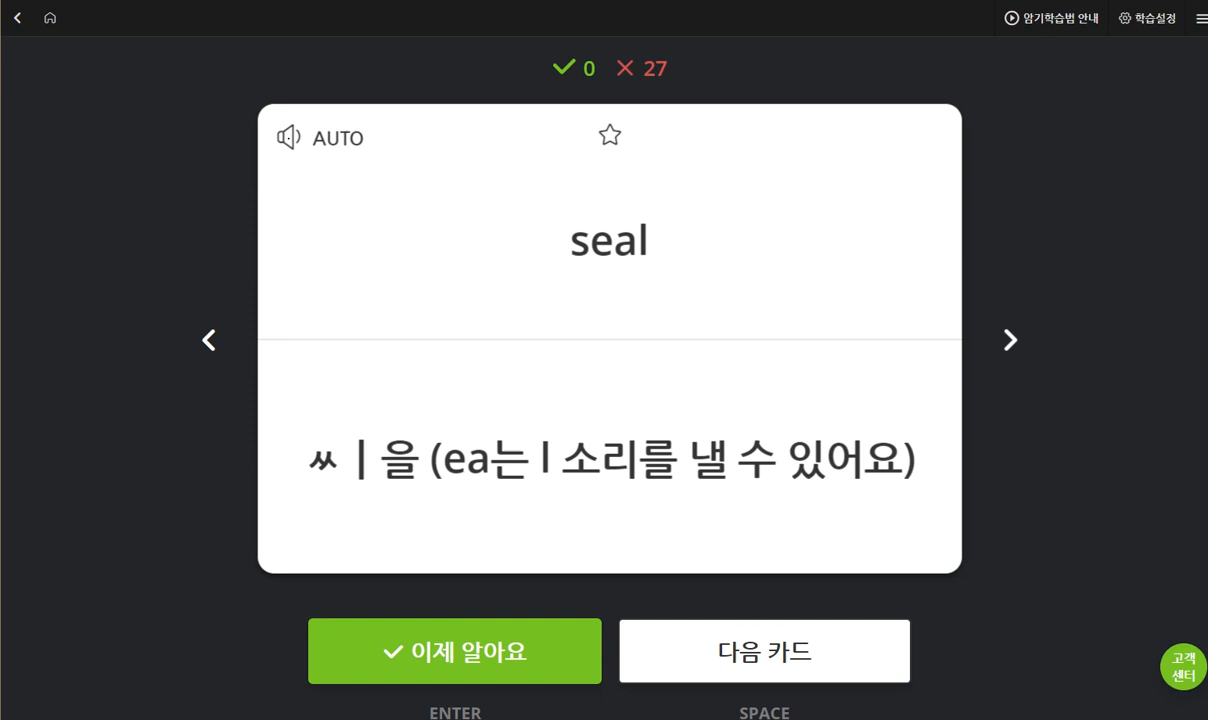 암기학습법 안내 학습설정
0 27
AUTO
seal
ㅆㅣ을 (ea는 l 소리를 낼 수 있어요)
이제 알아요 다음 카드
고객
센터
ENTER SPACE